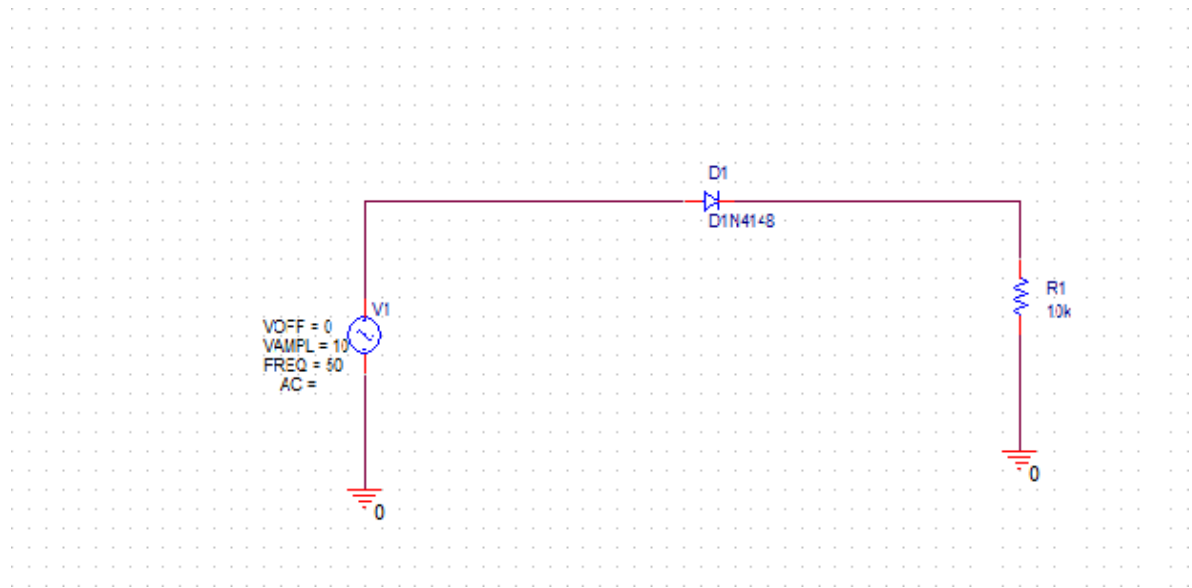 D1
D1N4148
V1
VOFF = 0
VAMPL = 10
FREQ = 50
AC =
R1
10k
0
0